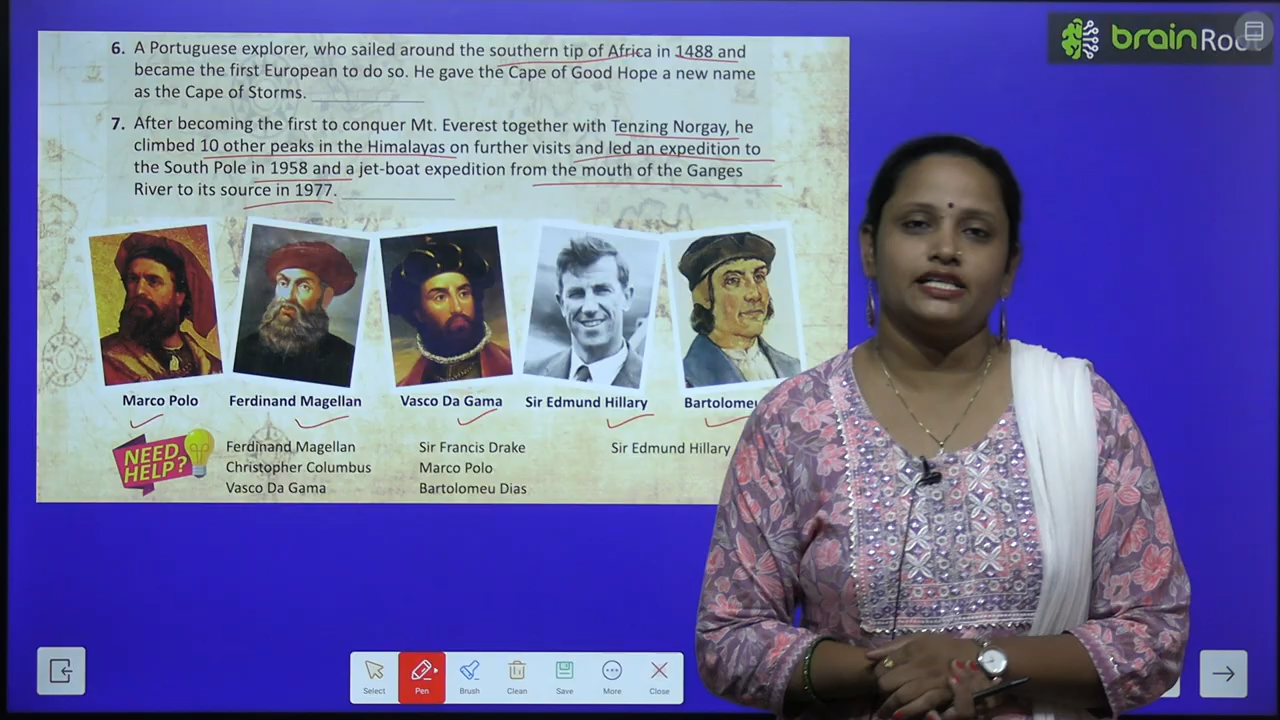 brainRoot
6. A Portuguese explorer, who sailed around the southern tip of Africa in 1488 and
became the first European to do so. He gave the Cape of Good Hope a new name
as the Cape of Storms. ____________
7. After becoming the first to conquer Mt. Everest together with Tenzing Norgay, he
climbed 10 other peaks in the Himalayas on further visits and led an expedition to
the South Pole in 1958 and a jet-boat expedition from the mouth of the Ganges
River to its source in 1977. ____________
Marco Polo Ferdinand Magellan Vasco Da Gama Sir Edmund Hillary Bartolomeu
NEED HELP?
Ferdinand Magellan Sir Francis Drake Sir Edmund Hillary
Christopher Columbus Marco Polo
Vasco Da Gama Bartolomeu Dias
Select Pen Brush Clean Save More Close